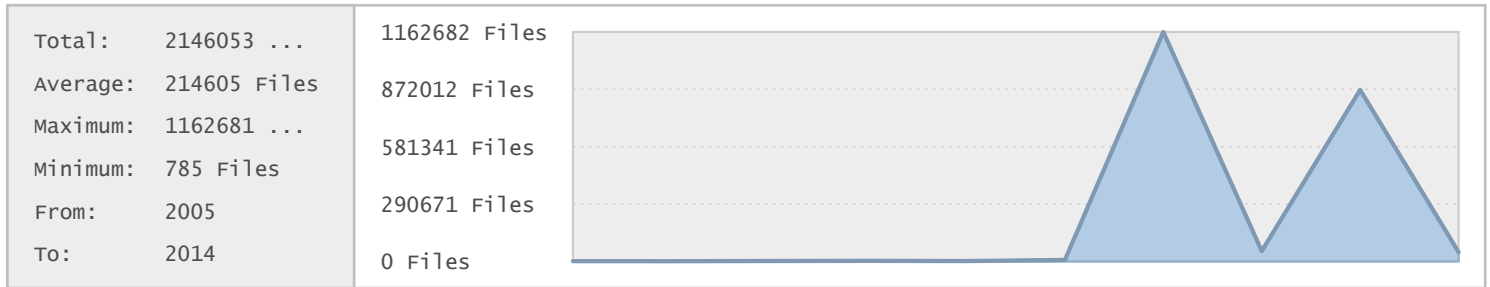 Total: 2146053 ...
Average: 214605 Files
Maximum: 1162681 ...
Minimum: 785 Files
From: 2005
To: 2014
1162682 Files
872012 Files
581341 Files
290671 Files
0 Files